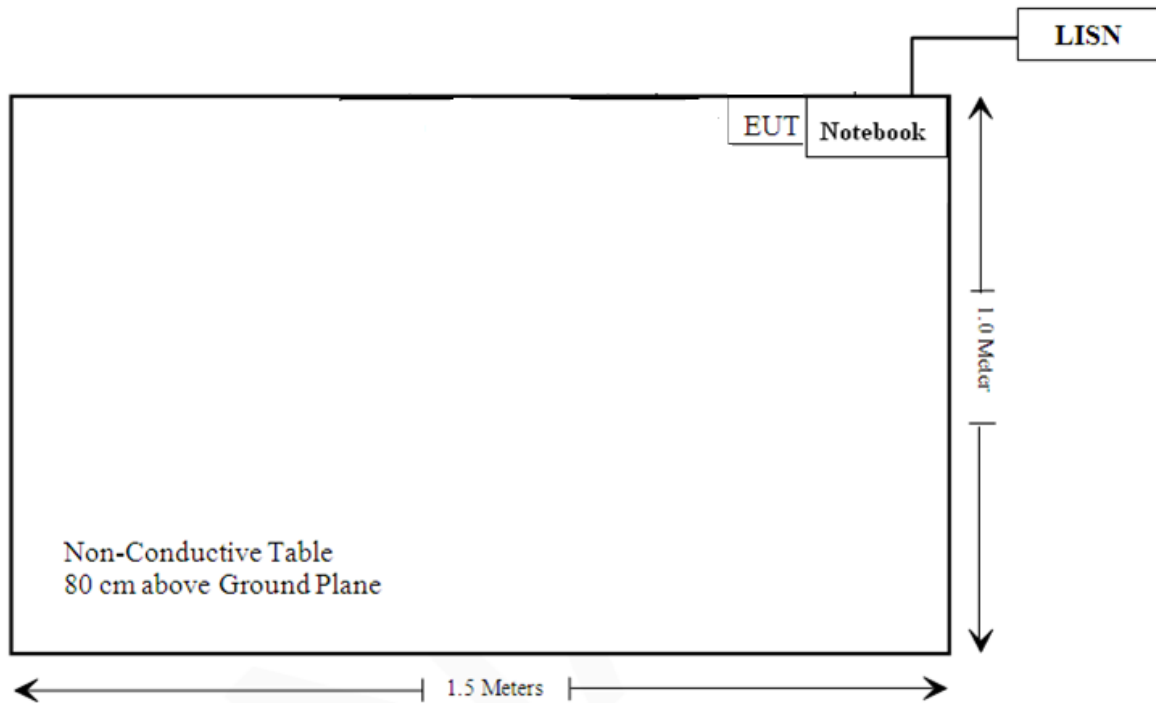 LISN
EUT
Notebook
1.0 Meter
Non-Conductive Table
80 cm above Ground Plane
1.5 Meters